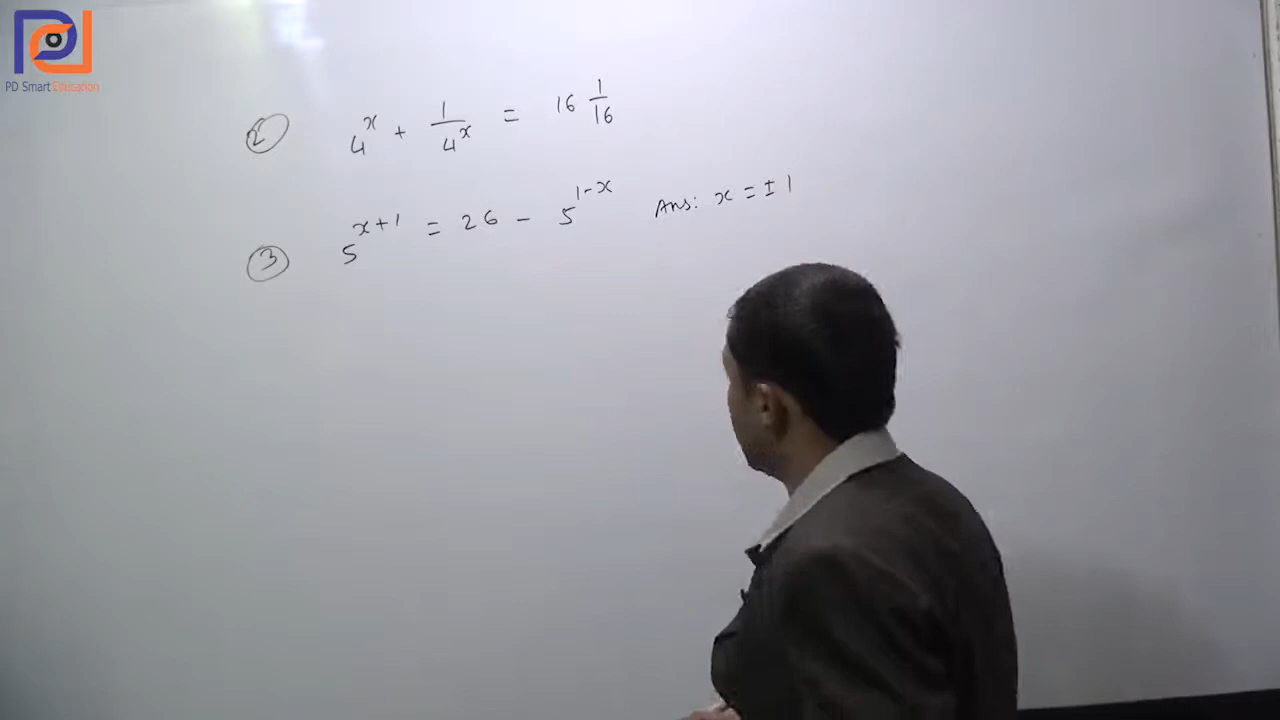 PD Smart Education
② 4^x + 1/4^x = 16 1/16
③ 5^(x+1) = 26 - 5^(1-x) Ans: x = ± 1